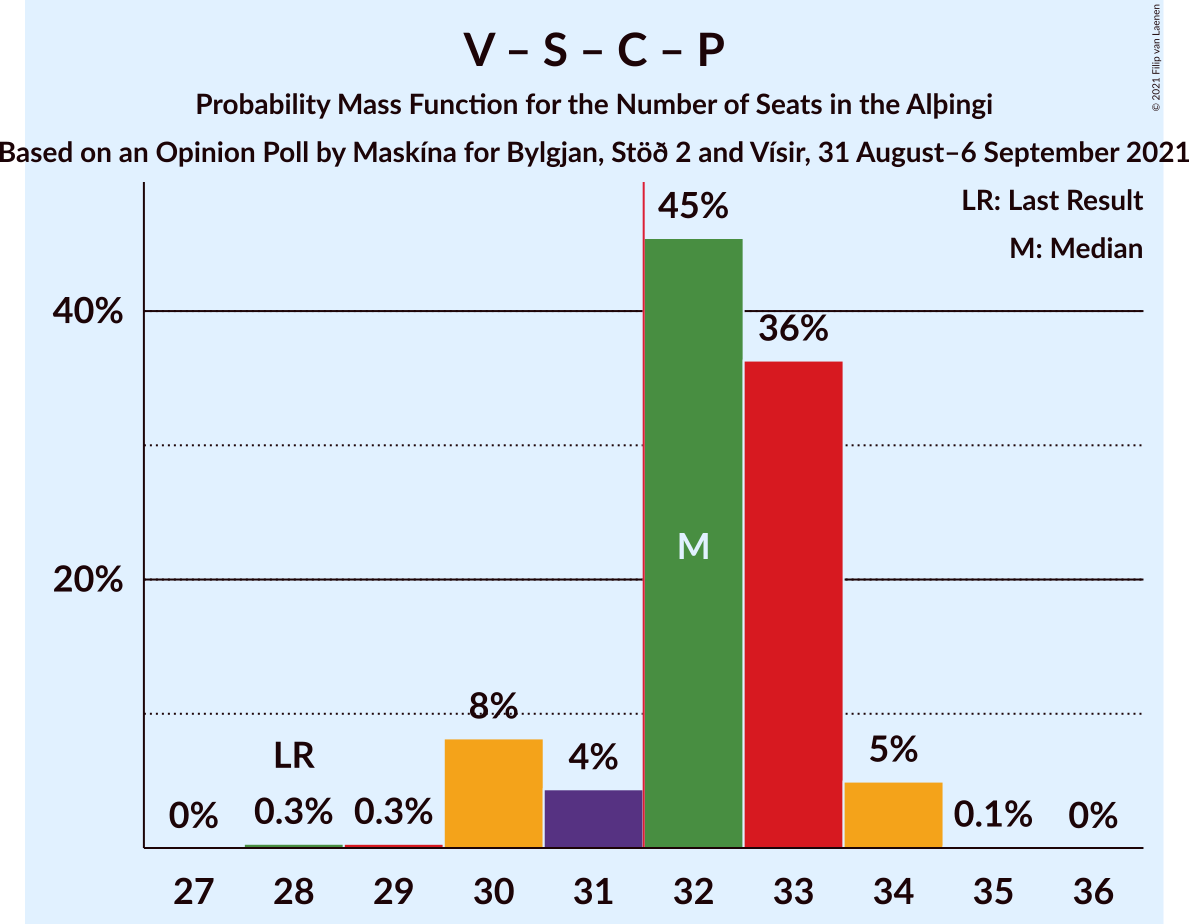 V – S – C – P
Probability Mass Function for the Number of Seats in the Alþingi
Based on an Opinion Poll by Maskína for Bylgjan, Stöð 2 and Vísir, 31 August–6 September 2021
© 2021 Filip van Laenen
LR: Last Result
M: Median
45%
40%
36%
M
20%
8%
LR
4%
5%
0%
0.3%
0.3%
0.1%
0%
27 28 29 30 31 32 33 34 35 36